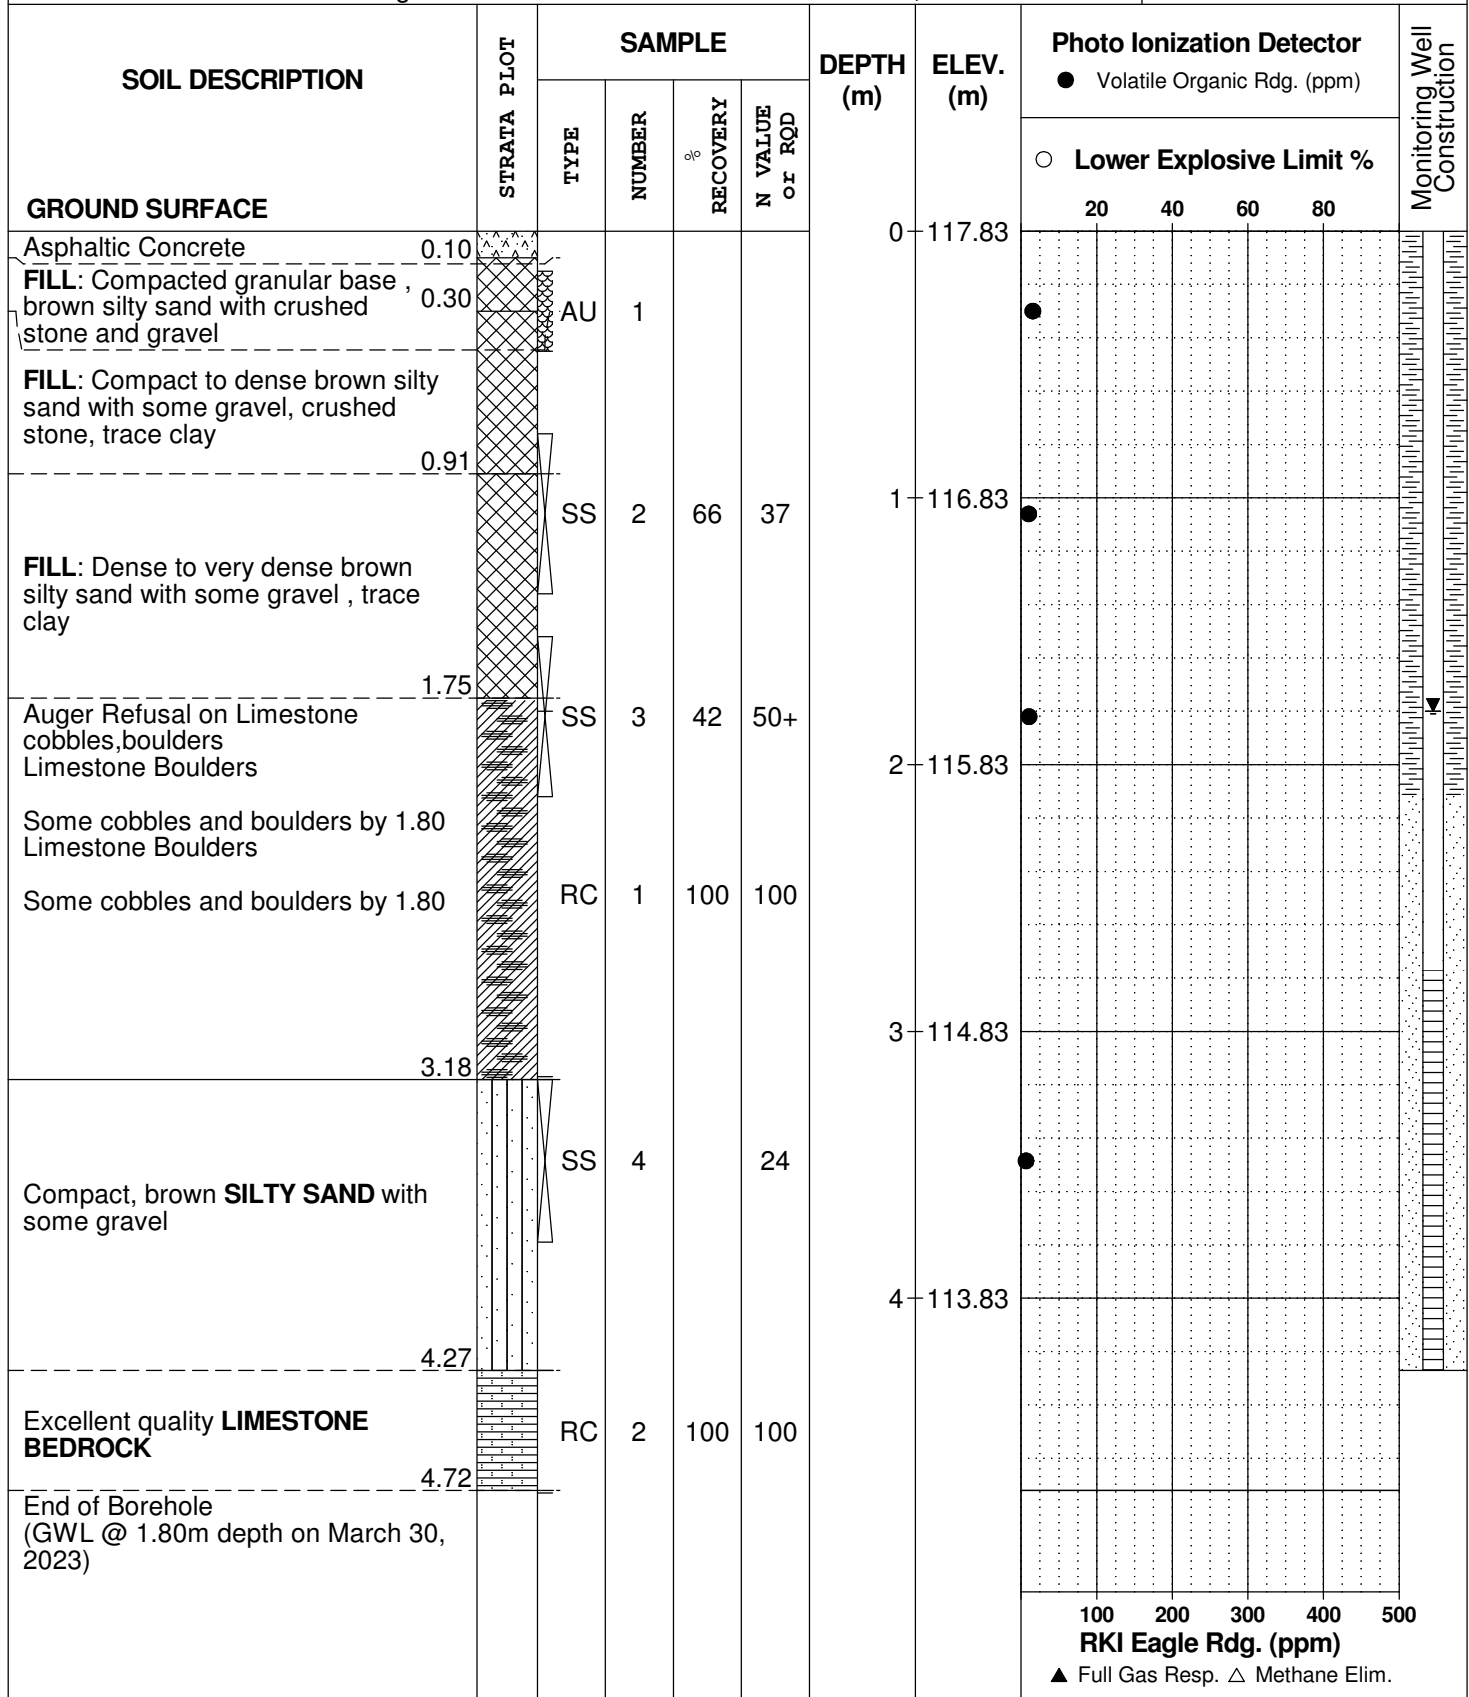 SOIL DESCRIPTION
GROUND SURFACE
STRATA PLOT
SAMPLE
TYPE
NUMBER
%
RECOVERY
N VALUE
or RQD
DEPTH
(m)
ELEV.
(m)
Photo Ionization Detector
● Volatile Organic Rdg. (ppm)
○ Lower Explosive Limit %
20 40 60 80
Monitoring Well
Construction
0 117.83
Asphaltic Concrete 0.10
FILL: Compacted granular base ,
brown silty sand with crushed 0.30
stone and gravel
AU 1
FILL: Compact to dense brown silty
sand with some gravel, crushed
stone, trace clay
0.91
1 116.83
SS 2 66 37
FILL: Dense to very dense brown
silty sand with some gravel , trace
clay
1.75
Auger Refusal on Limestone
cobbles,boulders
Limestone Boulders
SS 3 42 50+
2 115.83
Some cobbles and boulders by 1.80
Limestone Boulders
Some cobbles and boulders by 1.80
RC 1 100 100
3 114.83
3.18
SS 4 24
Compact, brown SILTY SAND with
some gravel
4 113.83
4.27
Excellent quality LIMESTONE
BEDROCK
RC 2 100 100
4.72
End of Borehole
(GWL @ 1.80m depth on March 30,
2023)
100 200 300 400 500
RKI Eagle Rdg. (ppm)
▲ Full Gas Resp. △ Methane Elim.